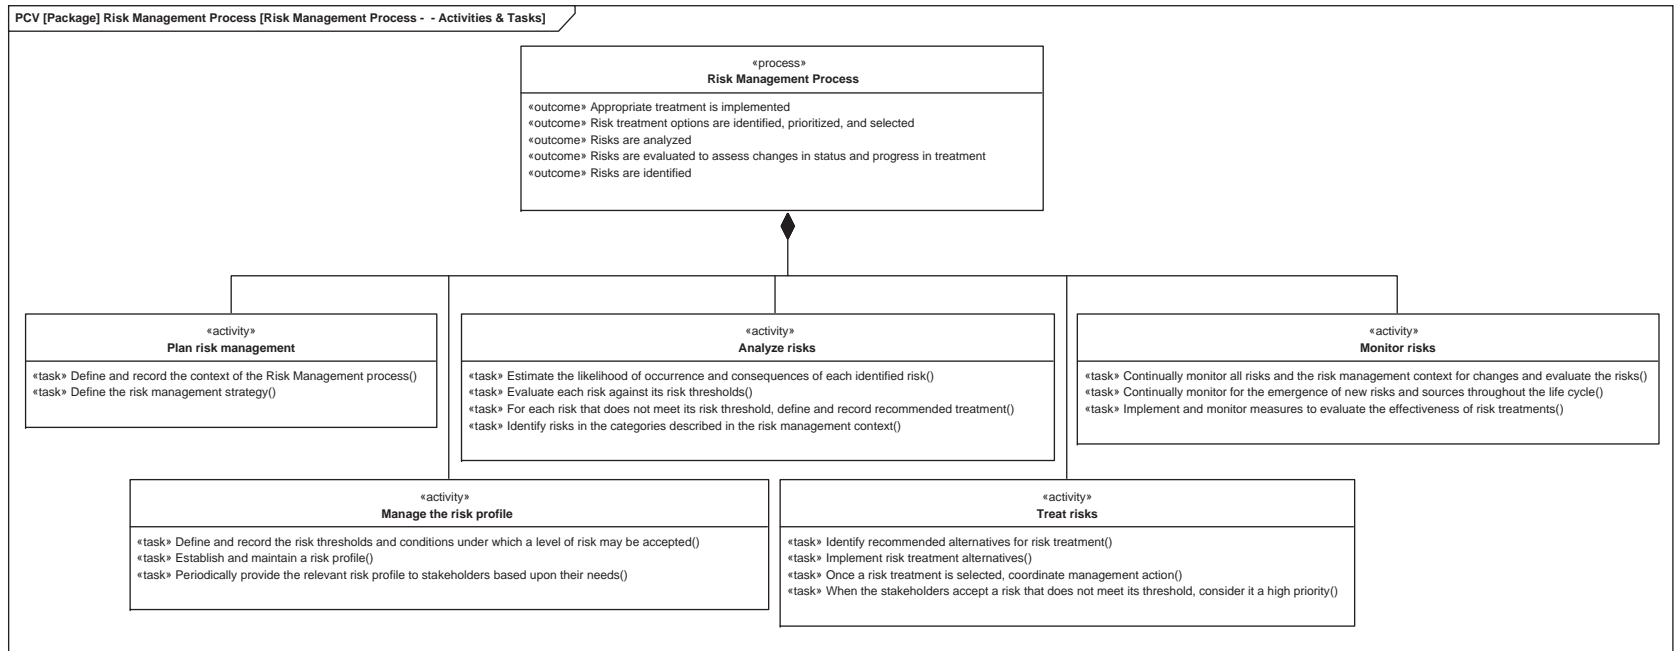 PCV [Package] Risk Management Process [Risk Management Process -  - Activities & Tasks]
«process»
Risk Management Process
«outcome» Appropriate treatment is implemented
«outcome» Risk treatment options are identified, prioritized, and selected
«outcome» Risks are analyzed
«outcome» Risks are evaluated to assess changes in status and progress in treatment
«outcome» Risks are identified
«activity»
Plan risk management
«task» Define and record the context of the Risk Management process()
«task» Define the risk management strategy()
«activity»
Analyze risks
«task» Estimate the likelihood of occurrence and consequences of each identified risk()
«task» Evaluate each risk against its risk thresholds()
«task» For each risk that does not meet its risk threshold, define and record recommended treatment()
«task» Identify risks in the categories described in the risk management context()
«activity»
Monitor risks
«task» Continually monitor all risks and the risk management context for changes and evaluate the risks()
«task» Continually monitor for the emergence of new risks and sources throughout the life cycle()
«task» Implement and monitor measures to evaluate the effectiveness of risk treatments()
«activity»
Manage the risk profile
«task» Define and record the risk thresholds and conditions under which a level of risk may be accepted()
«task» Establish and maintain a risk profile()
«task» Periodically provide the relevant risk profile to stakeholders based upon their needs()
«activity»
Treat risks
«task» Identify recommended alternatives for risk treatment()
«task» Implement risk treatment alternatives()
«task» Once a risk treatment is selected, coordinate management action()
«task» When the stakeholders accept a risk that does not meet its threshold, consider it a high priority()